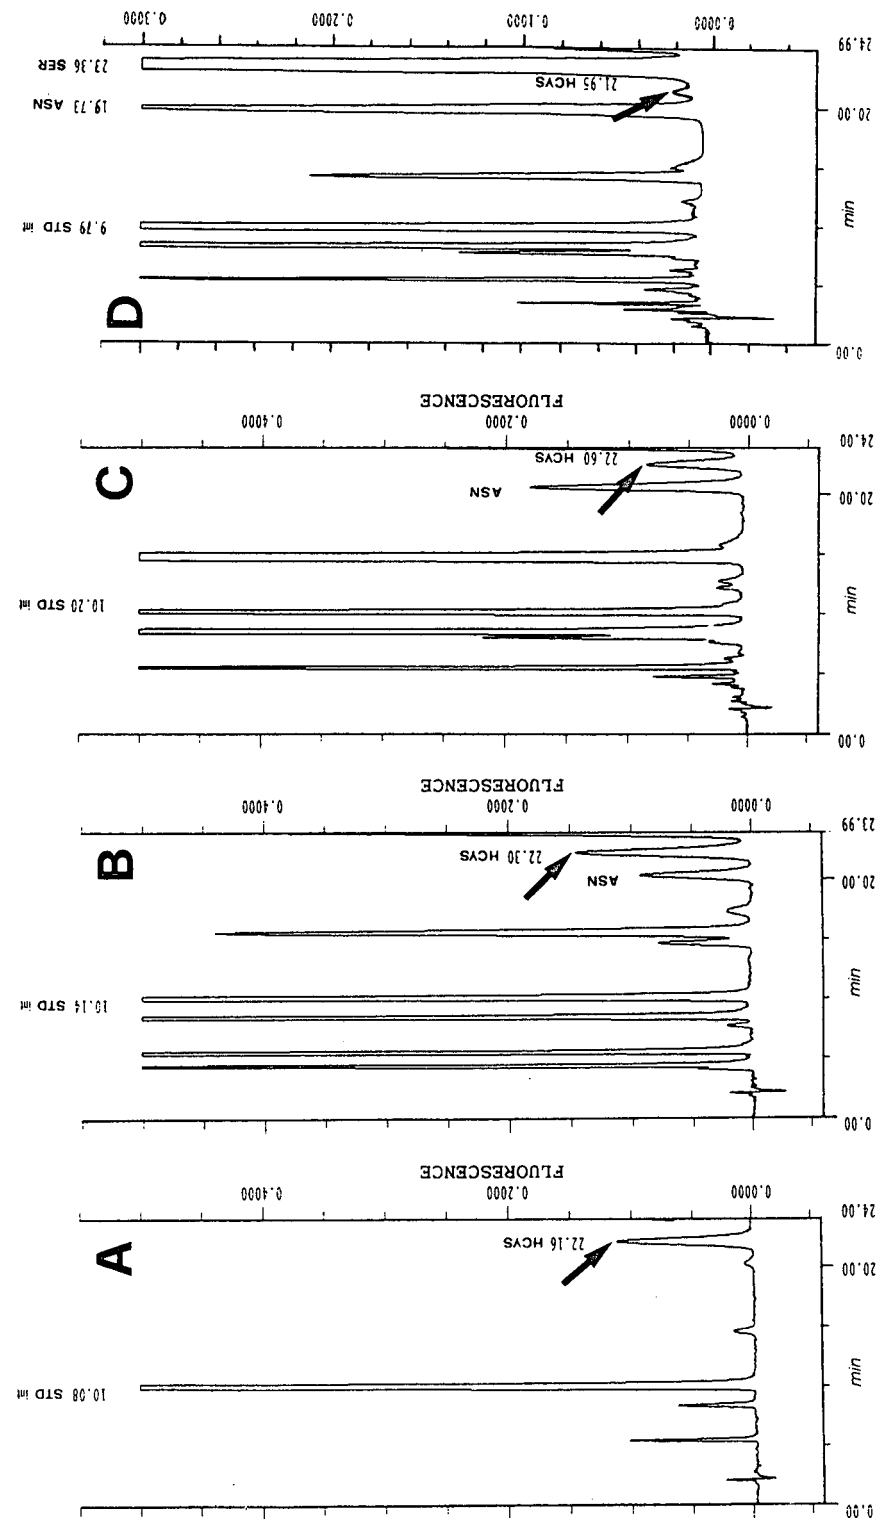 A
10.08 STD int
22.16 HCYS
FLUORESCENCE
0.4000
0.2000
0.0000
0.00
20.00
24.00
min
B
10.14 STD int
22.30 HCYS
ASN
FLUORESCENCE
0.4000
0.2000
0.0000
0.00
20.00
23.99
min
C
10.20 STD int
ASN
22.60 HCYS
FLUORESCENCE
0.4000
0.2000
0.0000
0.00
20.00
24.00
min
D
9.79 STD int
19.73 ASN
23.36 SER
21.95 HCYS
0.3000
0.2000
0.1000
0.0000
0.00
20.00
24.99
min